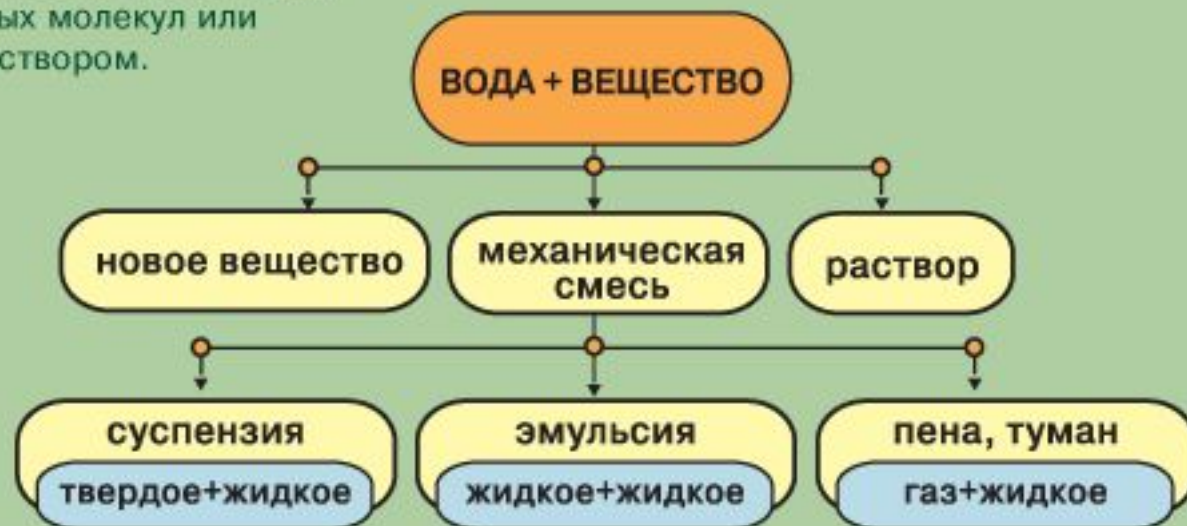 ых молекул или
створом.
ВОДА + ВЕЩЕСТВО
новое вещество
механическая
смесь
раствор
суспензия
эмульсия
пена, туман
твердое+жидкое
жидкое+жидкое
газ+жидкое